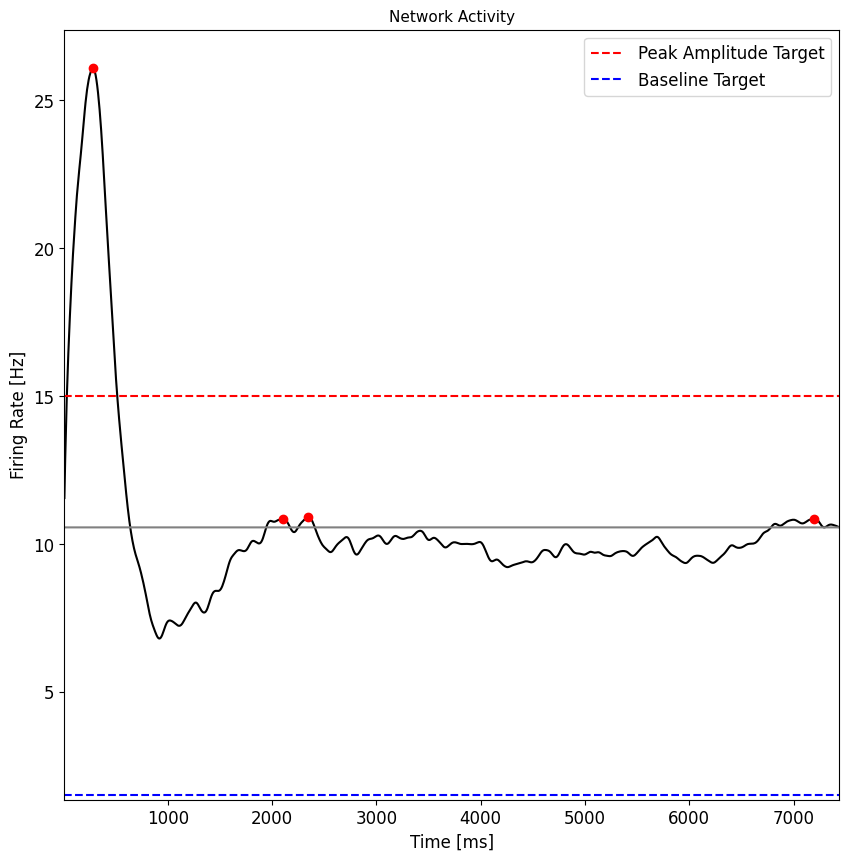 Network Activity
Peak Amplitude Target
Baseline Target
Firing Rate [Hz]
25
20
15
10
5
1000
2000
3000
4000
5000
6000
7000
Time [ms]